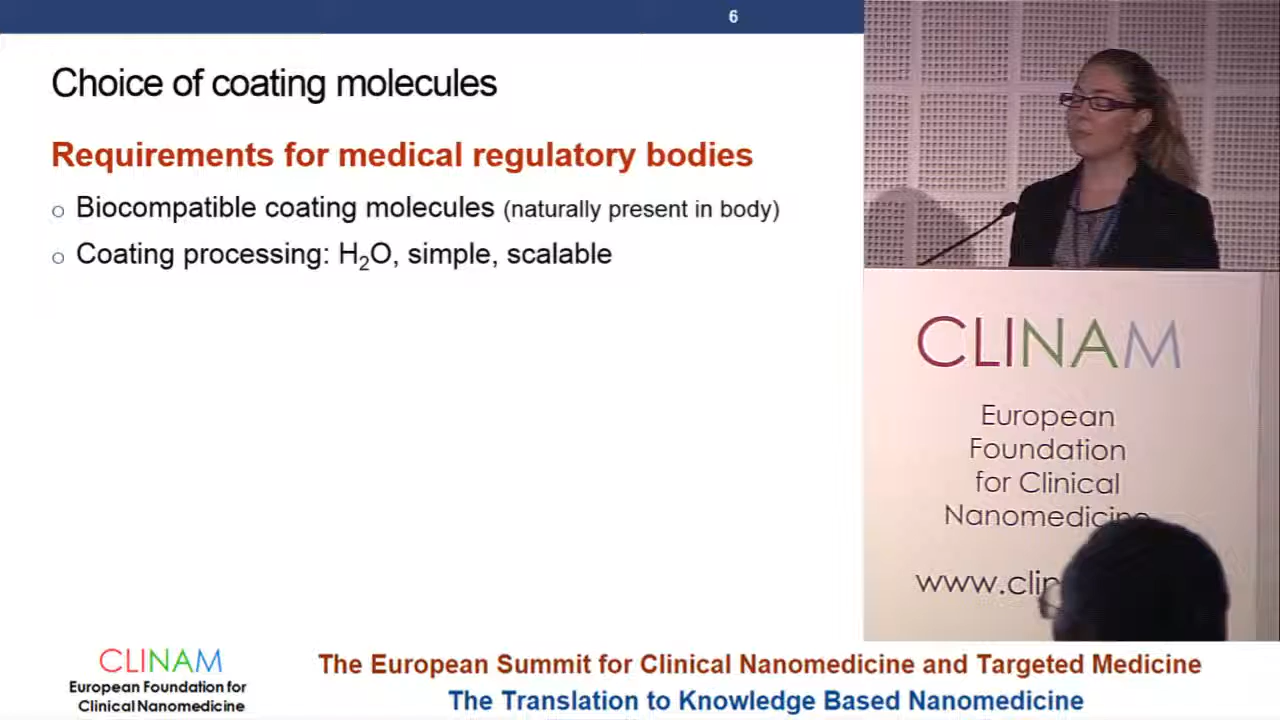 6
Choice of coating molecules
Requirements for medical regulatory bodies
Biocompatible coating molecules (naturally present in body)
Coating processing: H₂O, simple, scalable
CLINAM
European
Foundation
for Clinical
Nanomedicine
www.clin
CLINAM
European Foundation for
Clinical Nanomedicine
The European Summit for Clinical Nanomedicine and Targeted Medicine
The Translation to Knowledge Based Nanomedicine